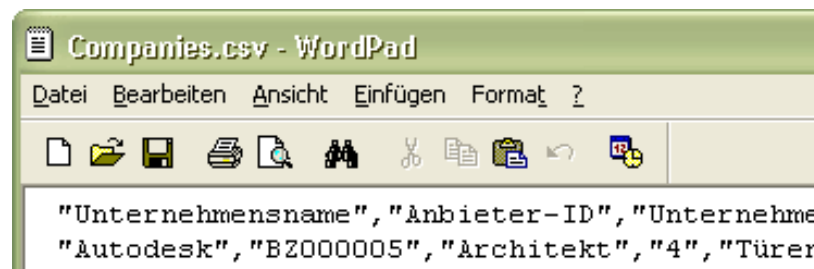 Companies.csv - WordPad
Datei Bearbeiten Ansicht Einfügen Format ?
"Unternehmensname","Anbieter-ID","Unternehme
"Autodesk","BZ000005","Architekt","4","Türen